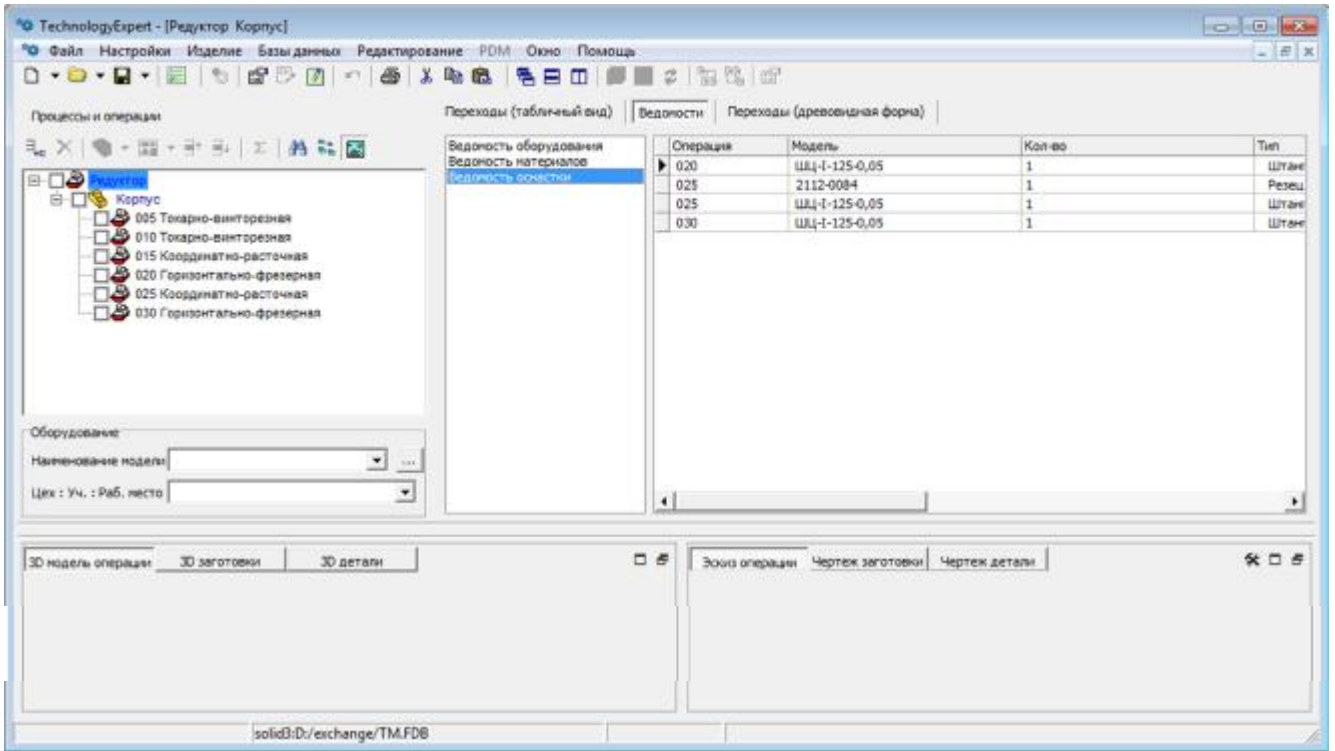 TechnologyExpert - [Редуктор Корпус]
Файл Настройки Изделие Базы данных Редактирование PDM Окно Помощь
Процессы и операции
Переходы (табличный вид) Ведомости Переходы (древовидная форма)
Ведомость оборудования
Ведомость материалов
Ведомость оснастки
Операция Модель Кол-во Тип
020 ШЦ-I-125-0,05 1 Штанг
025 2112-0084 1 Резец
025 ШЦ-I-125-0,05 1 Штанг
030 ШЦ-I-125-0,05 1 Штанг
Редуктор
Корпус
005 Токарно-винторезная
010 Токарно-винторезная
015 Координатно-расточная
020 Горизонтально-фрезерная
025 Координатно-расточная
030 Горизонтально-фрезерная
Оборудование
Наименование модели ...
Цех : Уч. : Раб. место
3D модель операции 3D заготовки 3D детали
Эскиз операции Чертеж заготовки Чертеж детали
solid3:D:/exchange/TM.FDB